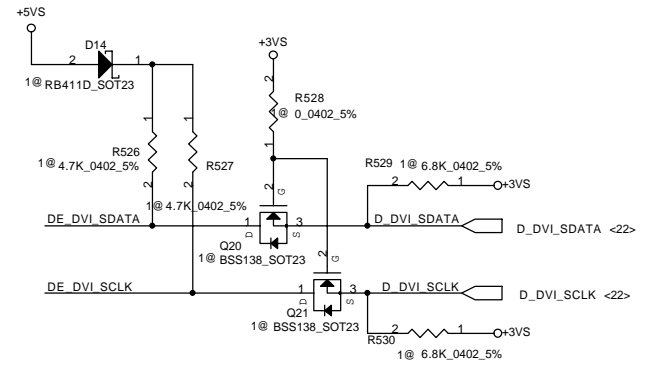 +5VS
D14
2 1
1@ RB411D_SOT23
+3VS
2
R528
1@ 0_0402_5%
1
1 1
R526
1@ 4.7K_0402_5%
R527
2 2
1@ 4.7K_0402_5%
R529 1@ 6.8K_0402_5%
2 1 +3VS
2 G
DE_DVI_SDATA 1 D 3 S D_DVI_SDATA
D_DVI_SDATA <22>
Q20
1@ BSS138_SOT23
2 G
DE_DVI_SCLK 1 D 3 S D_DVI_SCLK
D_DVI_SCLK <22>
Q21
1@ BSS138_SOT23
2 1 +3VS
R530
1@ 6.8K_0402_5%